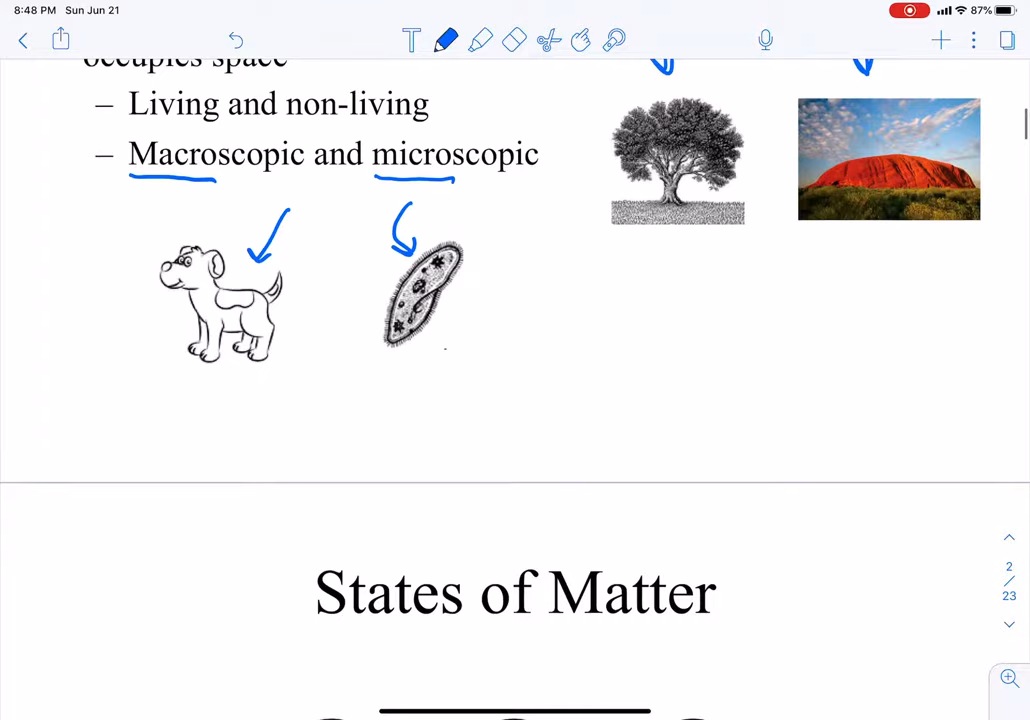 8:48 PM Sun Jun 21
87%
occupies space
– Living and non-living
– Macroscopic and microscopic
2
/
23
States of Matter